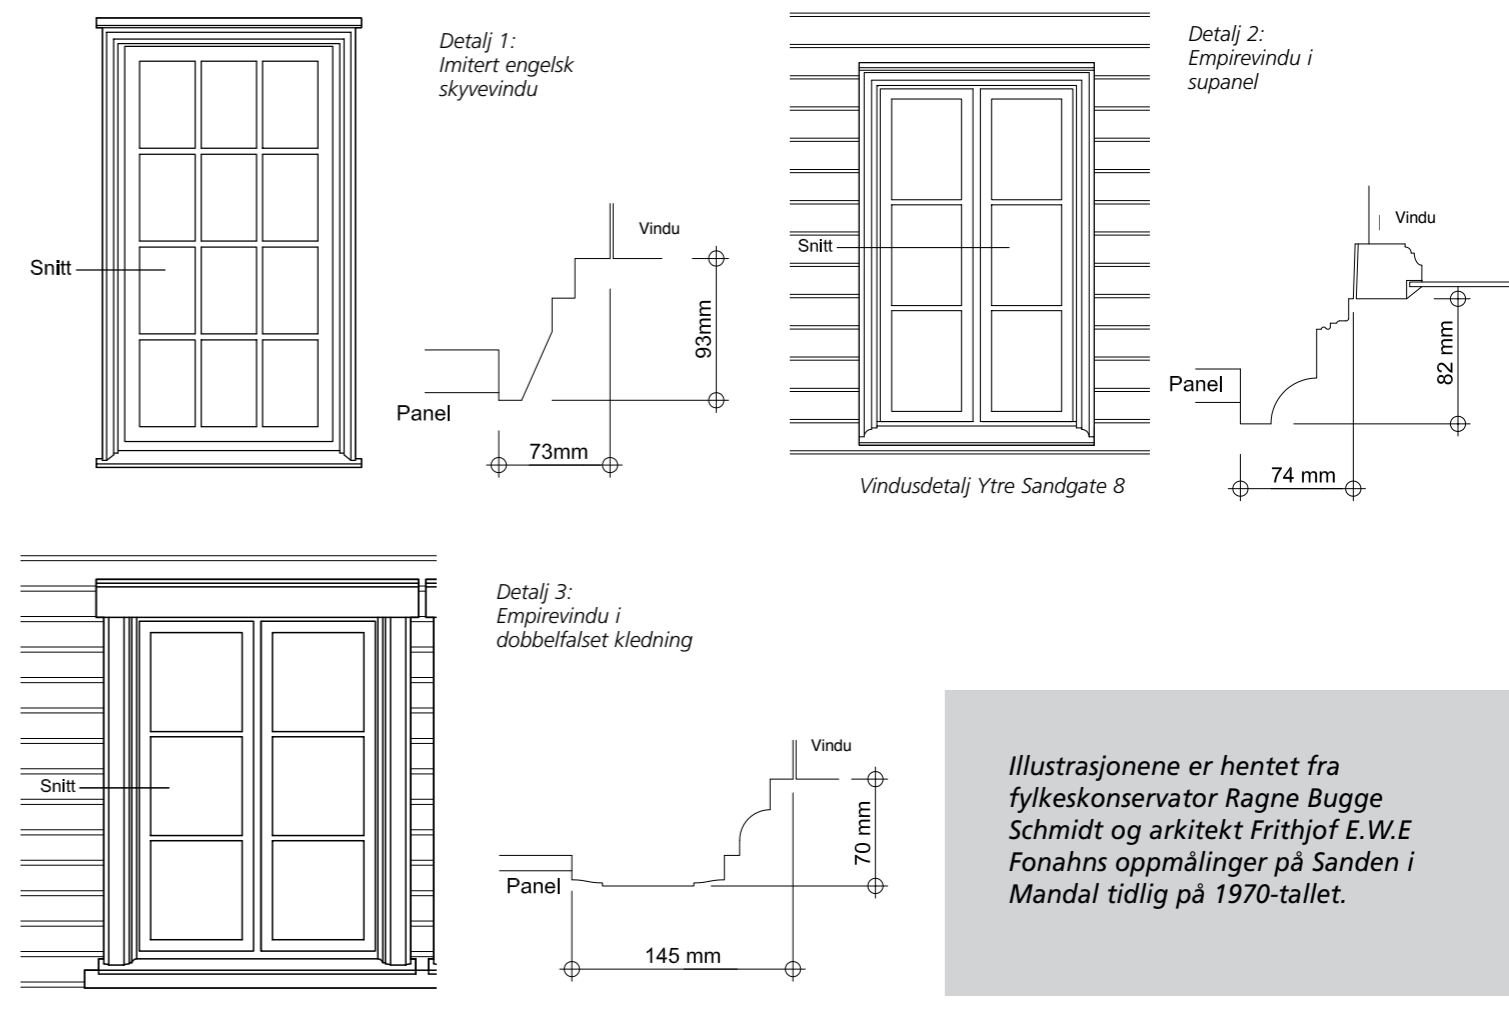 Detalj 1:
Imitert engelsk
skyvevindu
Snitt
Vindu
93mm
Panel
73mm
Detalj 2:
Empirevindu i
supanel
Snitt
Vindu
82 mm
Panel
74 mm
Vindusdetalj Ytre Sandgate 8
Detalj 3:
Empirevindu i
dobbelfalset kledning
Snitt
Vindu
70 mm
Panel
145 mm
Illustrasjonene er hentet fra
fylkeskonservator Ragne Bugge
Schmidt og arkitekt Frithjof E.W.E
Fonahns oppmålinger på Sanden i
Mandal tidlig på 1970-tallet.